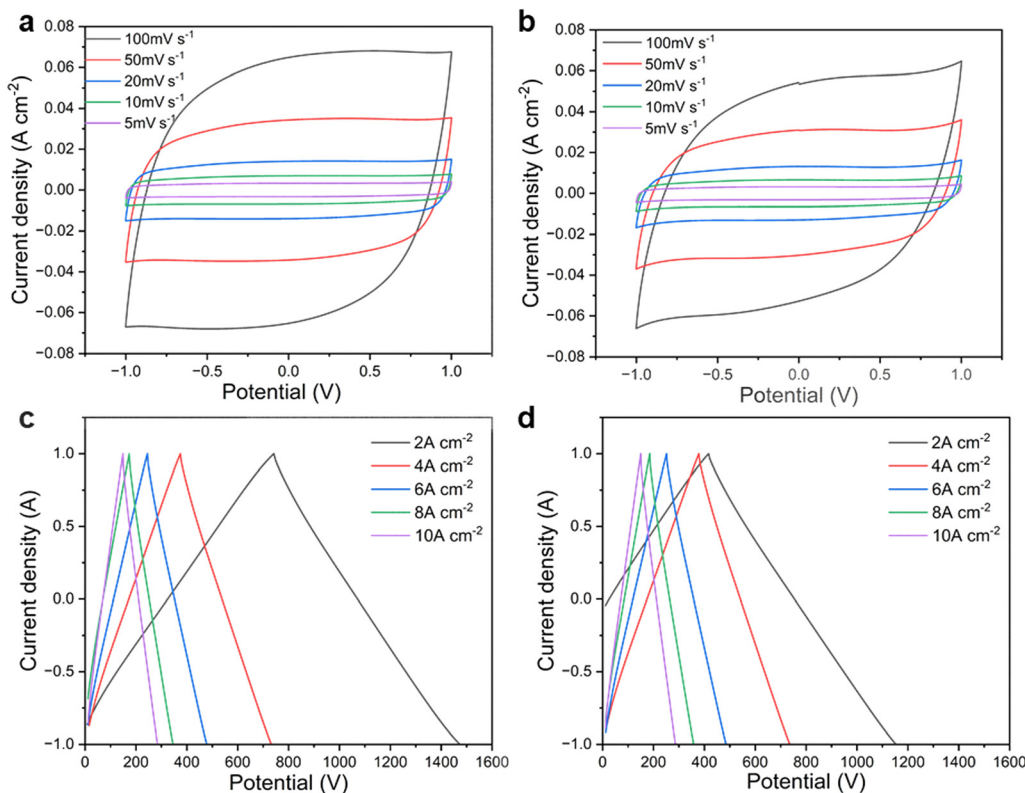 a
100mV s⁻¹
50mV s⁻¹
20mV s⁻¹
10mV s⁻¹
5mV s⁻¹
0.08
0.06
0.04
0.02
0.00
−0.02
−0.04
−0.06
−0.08
Current density (A cm⁻²)
−1.0
−0.5
0.0
0.5
1.0
Potential (V)
b
100mV s⁻¹
50mV s⁻¹
20mV s⁻¹
10mV s⁻¹
5mV s⁻¹
0.08
0.06
0.04
0.02
0.00
−0.02
−0.04
−0.06
−0.08
Current density (A cm⁻²)
−1.0
−0.5
0.0
0.5
1.0
Potential (V)
c
2A cm⁻²
4A cm⁻²
6A cm⁻²
8A cm⁻²
10A cm⁻²
1.0
0.5
0.0
−0.5
−1.0
Current density (A)
0
200
400
600
800
1000
1200
1400
1600
Potential (V)
d
2A cm⁻²
4A cm⁻²
6A cm⁻²
8A cm⁻²
10A cm⁻²
1.0
0.5
0.0
−0.5
−1.0
Current density (A)
0
200
400
600
800
1000
1200
1400
1600
Potential (V)